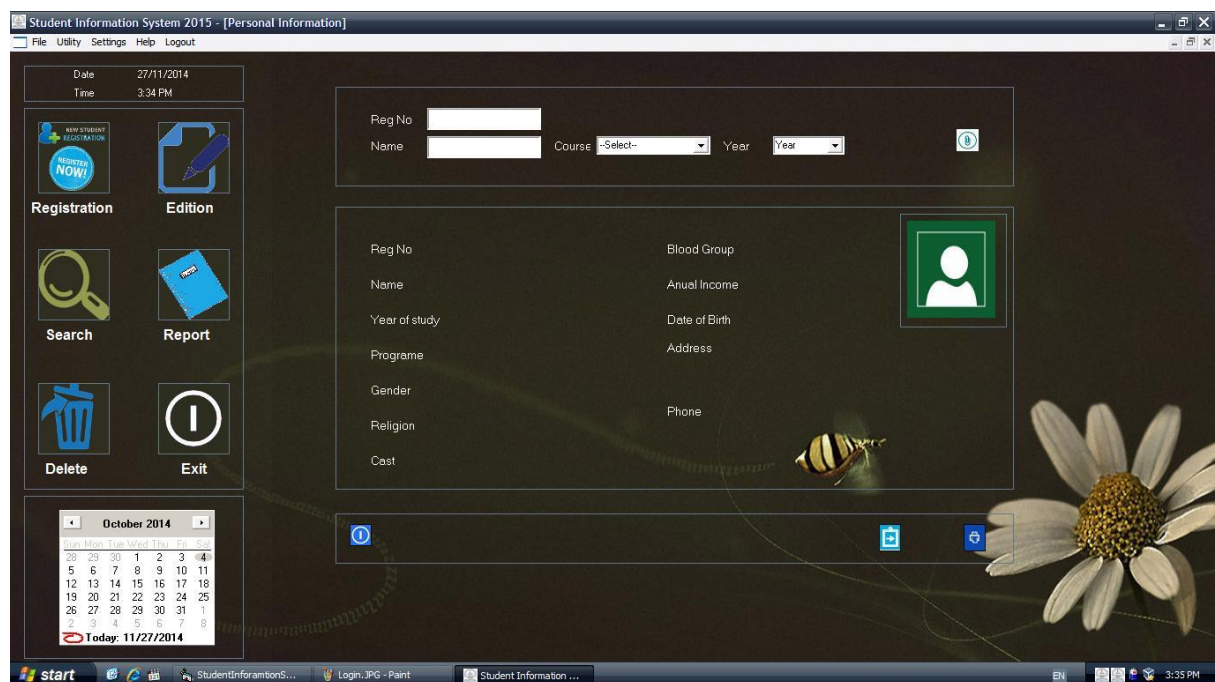 Student Information System 2015 - [Personal Information]
File Utility Settings Help Logout
Date 27/11/2014
Time 3:34 PM
NEW STUDENT
REGISTRATION
REGISTER
NOW!
Registration
Edition
Search
Report
Delete
Exit
October 2014
Sun Mon Tue Wed Thu Fri Sat
28 29 30 1 2 3 4
5 6 7 8 9 10 11
12 13 14 15 16 17 18
19 20 21 22 23 24 25
26 27 28 29 30 31 1
2 3 4 5 6 7 8
Today: 11/27/2014
Reg No
Name Course --Select-- Year Year
Reg No Blood Group
Name Anual Income
Year of study Date of Birth
Address
Programe
Gender
Phone
Religion
Cast
start StudentInforamtionS... Login.JPG - Paint Student Information ... EN 3:35 PM